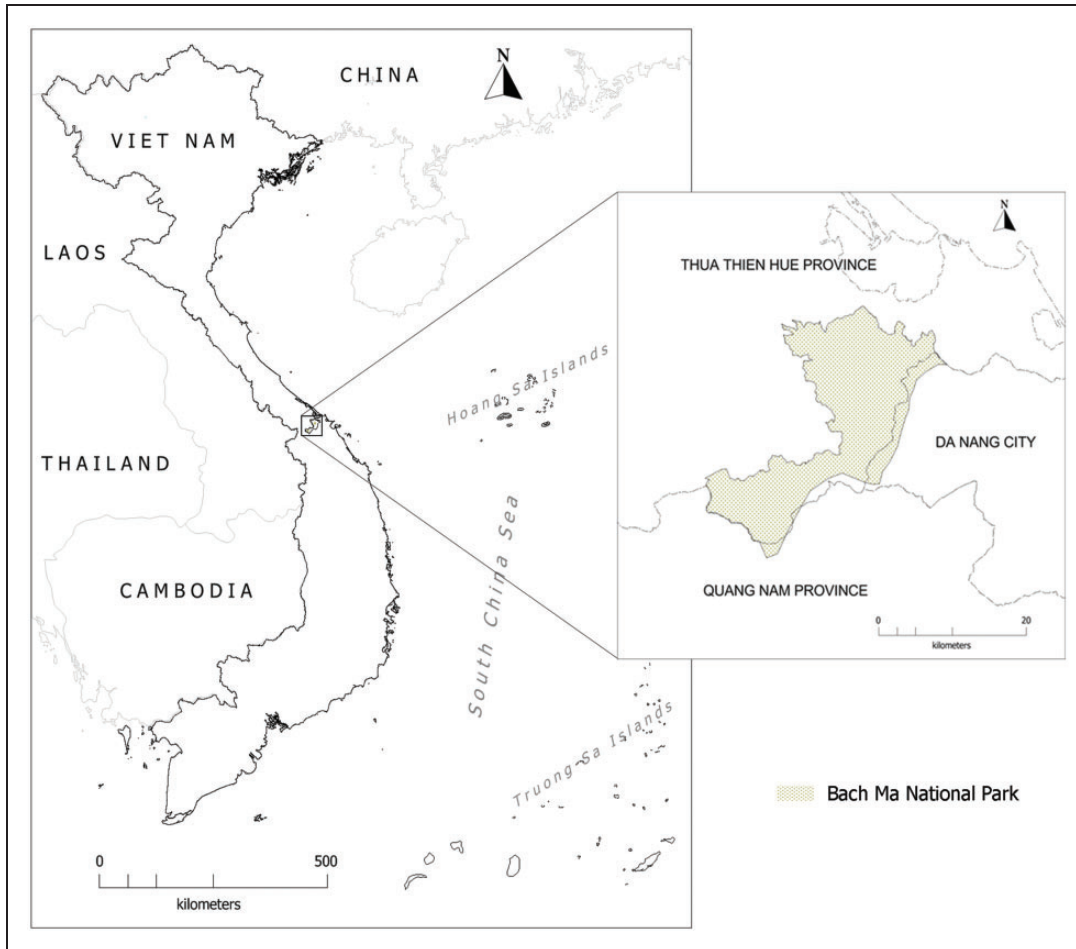 N
CHINA
VIET NAM
LAOS
Hoang Sa Islands
THAILAND
South China Sea
CAMBODIA
Truong Sa Islands
0 500
kilometers
N
THUA THIEN HUE PROVINCE
DA NANG CITY
QUANG NAM PROVINCE
0 20
kilometers
Bach Ma National Park